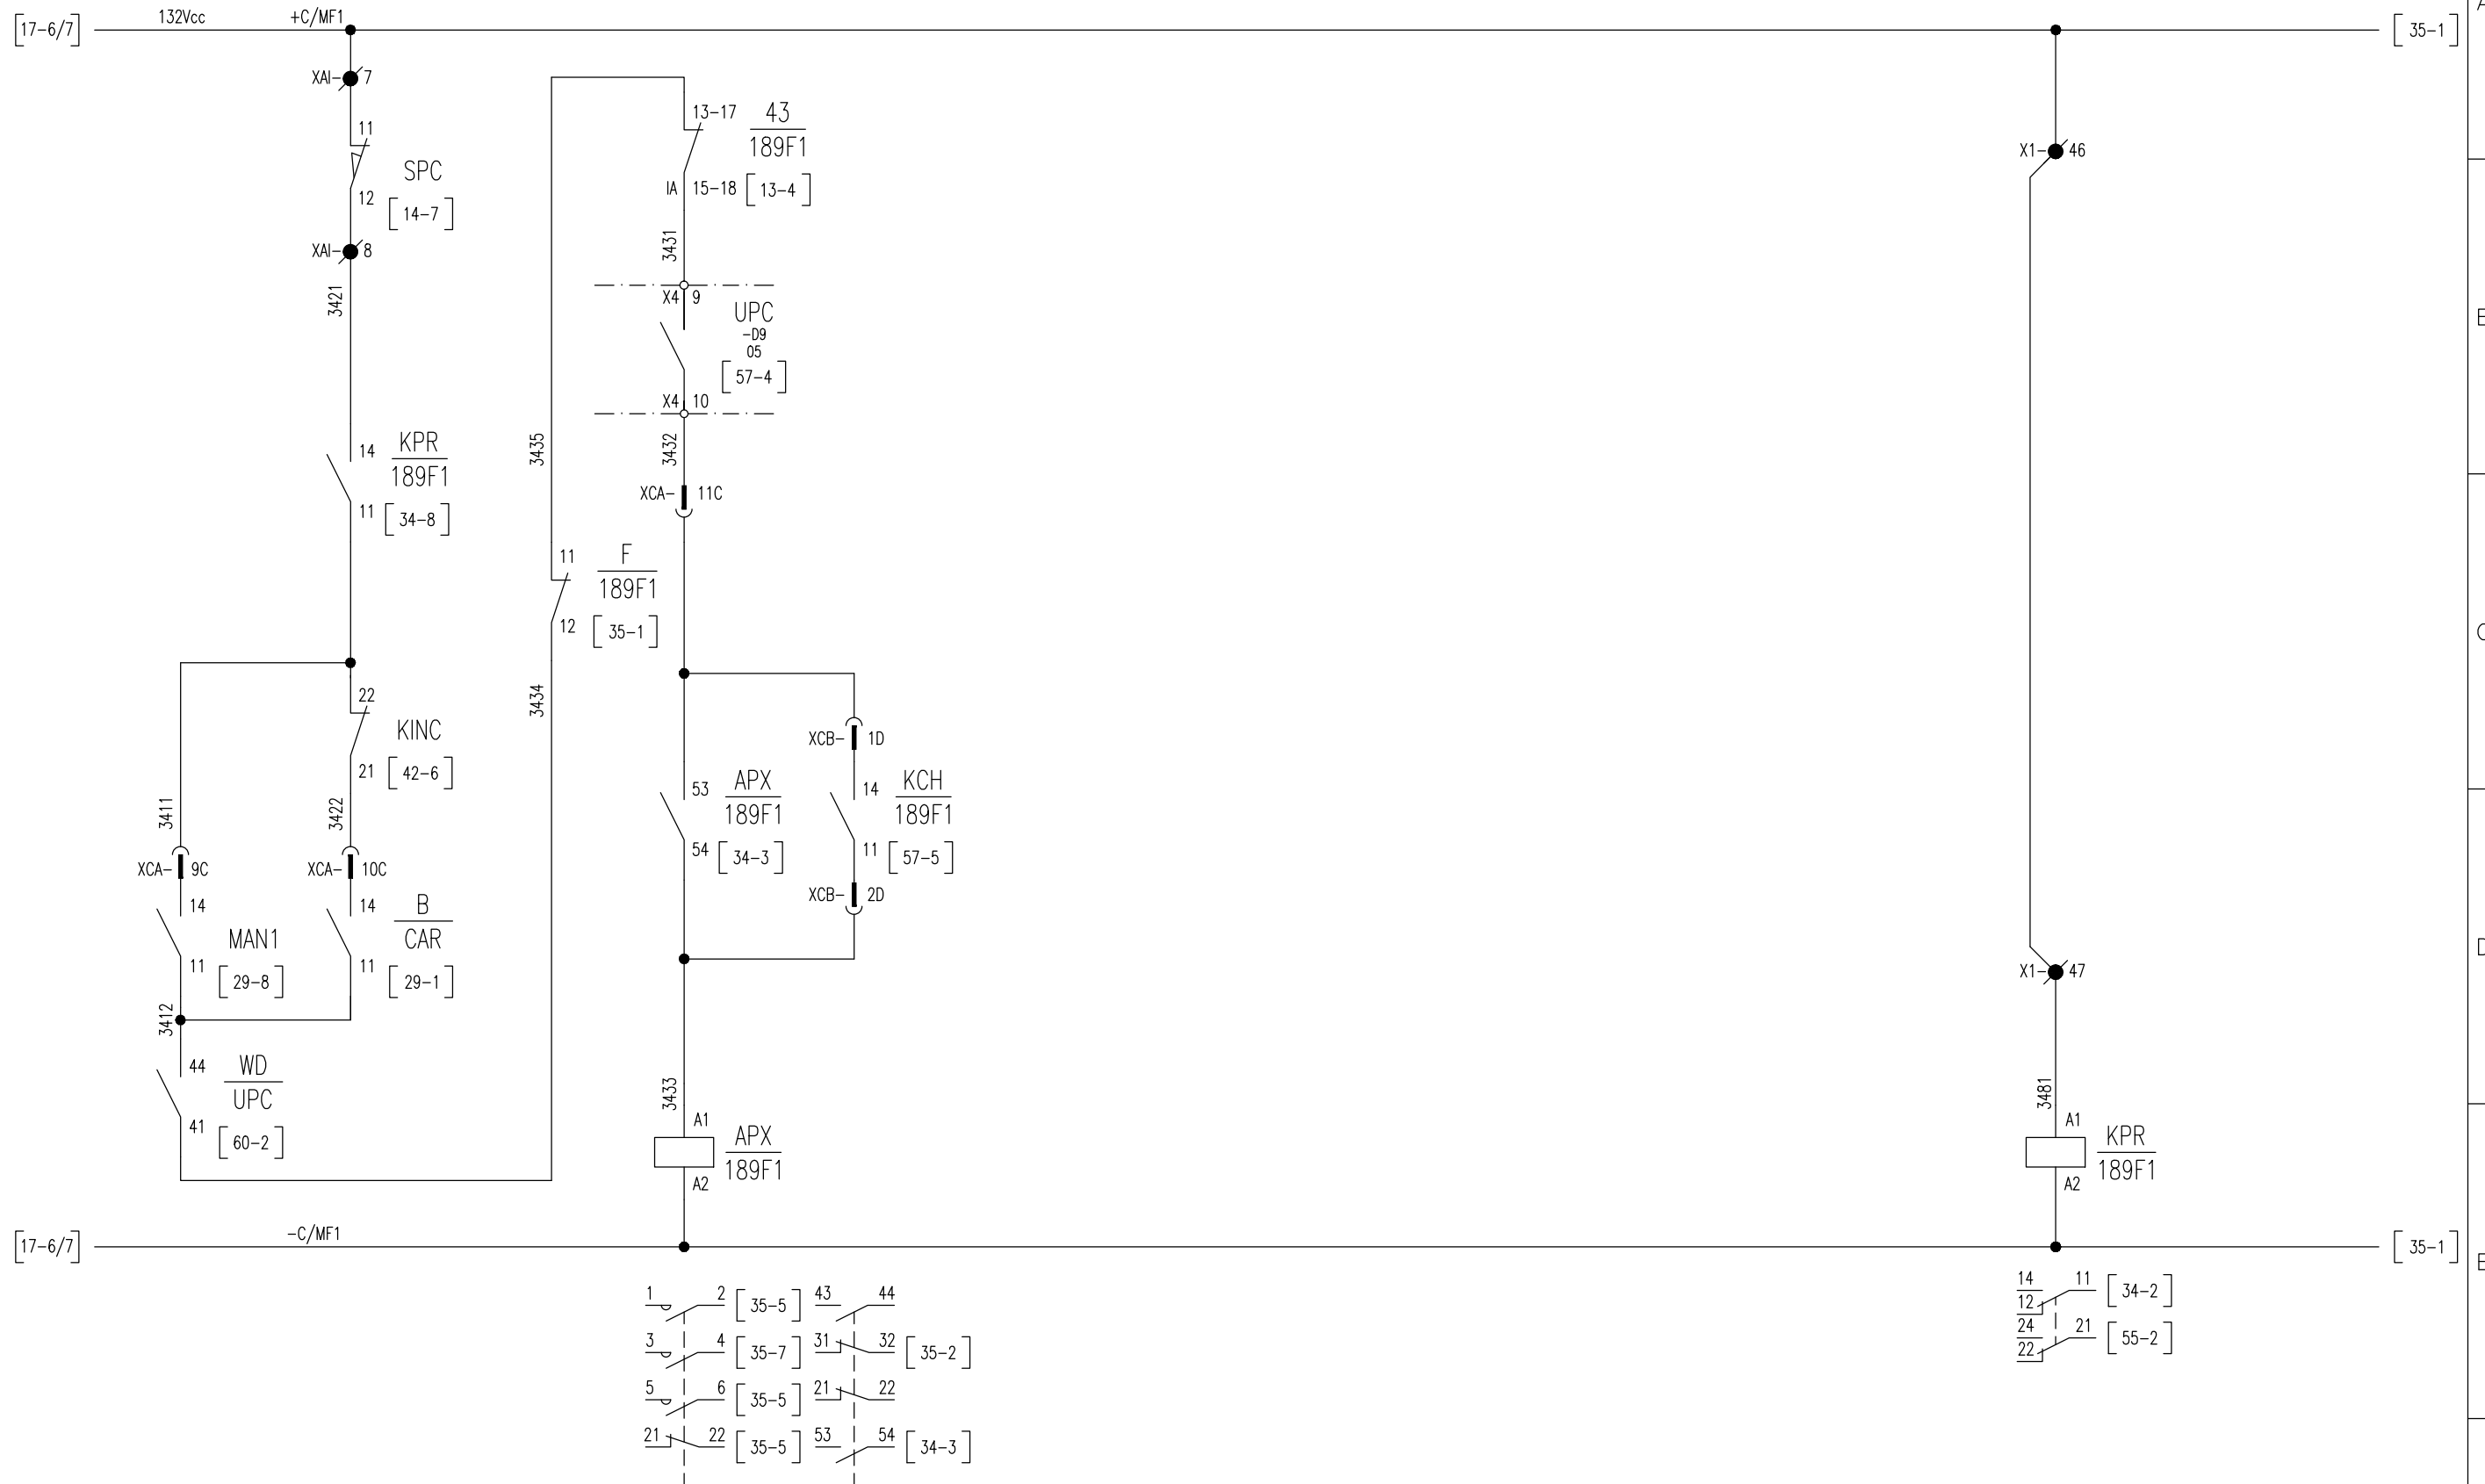 132Vcc
+C/MF1
[17-6/7]
[35-1]
A
XAI- 7
11
SPC
12
[14-7]
XAI- 8
3421
14
KPR
189F1
11
[34-8]
22
KINC
21
[42-6]
3411
3422
XCA- 9C
XCA- 10C
14
MAN1
11
[29-8]
14
B
CAR
11
[29-1]
3412
44
WD
UPC
41
[60-2]
3435
11
F
189F1
12
[35-1]
3434
13-17
43
189F1
IA 15-18
[13-4]
3431
X4 9
UPC
-D9
05
[57-4]
X4 10
3432
XCA- 11C
53
APX
189F1
54
[34-3]
XCB- 1D
14
KCH
189F1
11
[57-5]
XCB- 2D
3433
A1
APX
189F1
A2
X1- 46
X1- 47
3481
A1
KPR
189F1
A2
B
C
D
[17-6/7]
-C/MF1
[35-1]
E
1 2 [35-5] 43 44
3 4 [35-7] 31 32 [35-2]
5 6 [35-5] 21 22
21 22 [35-5] 53 54 [34-3]
14 11 [34-2]
12
24 21 [55-2]
22